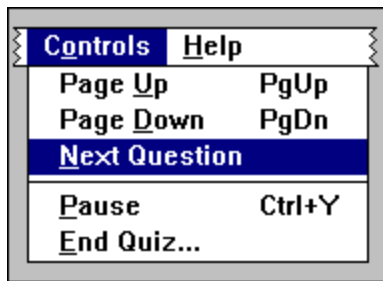 Controls Help
Page Up PgUp
Page Down PgDn
Next Question
Pause Ctrl+Y
End Quiz...